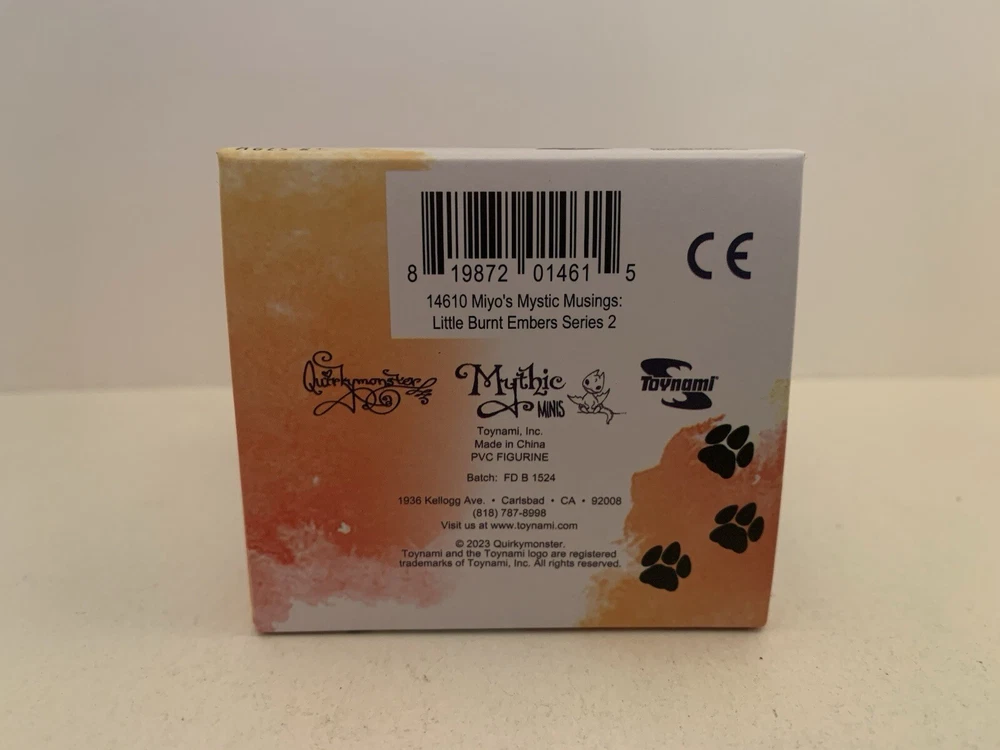 8 19872 01461 5
14610 Miyo's Mystic Musings:
Little Burnt Embers Series 2
CE
Quirkymonster
Mythic
MINIS
Toynami
Toynami, Inc.
Made in China
PVC FIGURINE
Batch: FD B 1524
1936 Kellogg Ave. • Carlsbad • CA • 92008
(818) 787-8998
Visit us at www.toynami.com
© 2023 Quirkymonster.
Toynami and the Toynami logo are registered
trademarks of Toynami, Inc. All rights reserved.